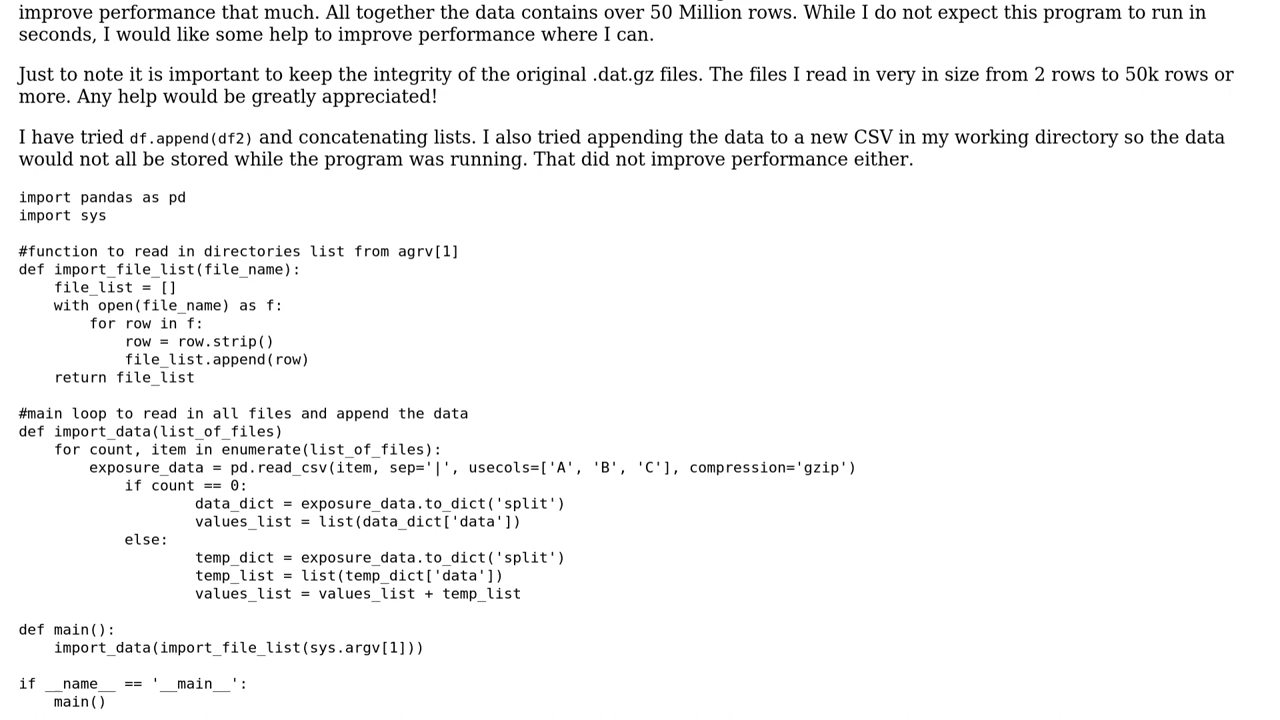 improve performance that much. All together the data contains over 50 Million rows. While I do not expect this program to run in
seconds, I would like some help to improve performance where I can.
Just to note it is important to keep the integrity of the original .dat.gz files. The files I read in very in size from 2 rows to 50k rows or
more. Any help would be greatly appreciated!
I have tried df.append(df2) and concatenating lists. I also tried appending the data to a new CSV in my working directory so the data
would not all be stored while the program was running. That did not improve performance either.
import pandas as pd
import sys
#function to read in directories list from agrv[1]
def import_file_list(file_name):
    file_list = []
    with open(file_name) as f:
        for row in f:
            row = row.strip()
            file_list.append(row)
    return file_list
#main loop to read in all files and append the data
def import_data(list_of_files)
    for count, item in enumerate(list_of_files):
        exposure_data = pd.read_csv(item, sep='|', usecols=['A', 'B', 'C'], compression='gzip')
            if count == 0:
                    data_dict = exposure_data.to_dict('split')
                    values_list = list(data_dict['data'])
            else:
                    temp_dict = exposure_data.to_dict('split')
                    temp_list = list(temp_dict['data'])
                    values_list = values_list + temp_list
def main():
    import_data(import_file_list(sys.argv[1]))
if __name__ == '__main__':
    main()